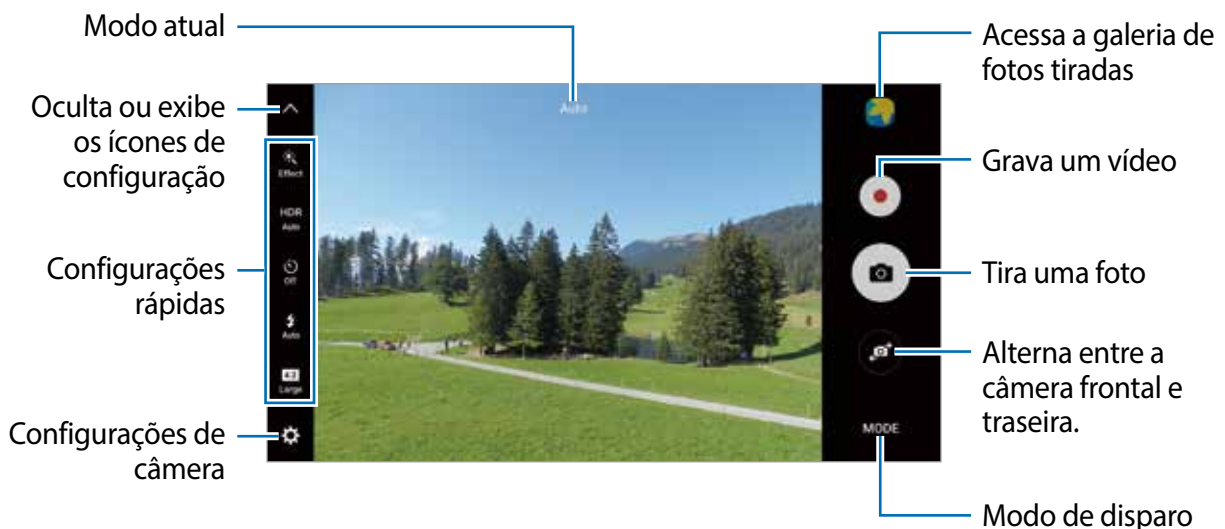 Modo atual
Oculta ou exibe
os ícones de
configuração
Configurações
rápidas
Configurações de
câmera
Auto
Effect
HDR
Auto
Off
Auto
4:3
Large
MODE
Acessa a galeria de
fotos tiradas
Grava um vídeo
Tira uma foto
Alterna entre a
câmera frontal e
traseira.
Modo de disparo